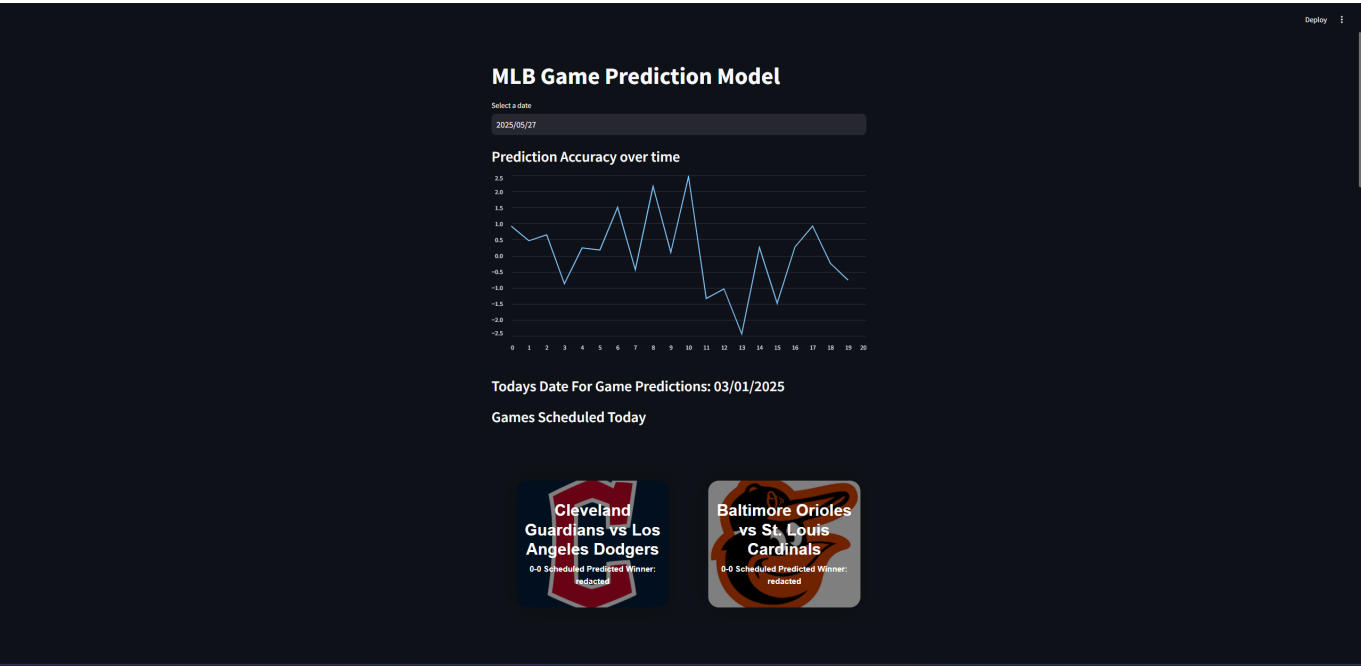 Deploy
MLB Game Prediction Model
Select a date
2025/05/27
Prediction Accuracy over time
2.5
2.0
1.5
1.0
0.5
0.0
−0.5
−1.0
−1.5
−2.0
−2.5
0 1 2 3 4 5 6 7 8 9 10 11 12 13 14 15 16 17 18 19 20
Todays Date For Game Predictions: 03/01/2025
Games Scheduled Today
Cleveland
Guardians vs Los
Angeles Dodgers
0-0 Scheduled Predicted Winner:
redacted
Baltimore Orioles
vs St. Louis
Cardinals
0-0 Scheduled Predicted Winner:
redacted